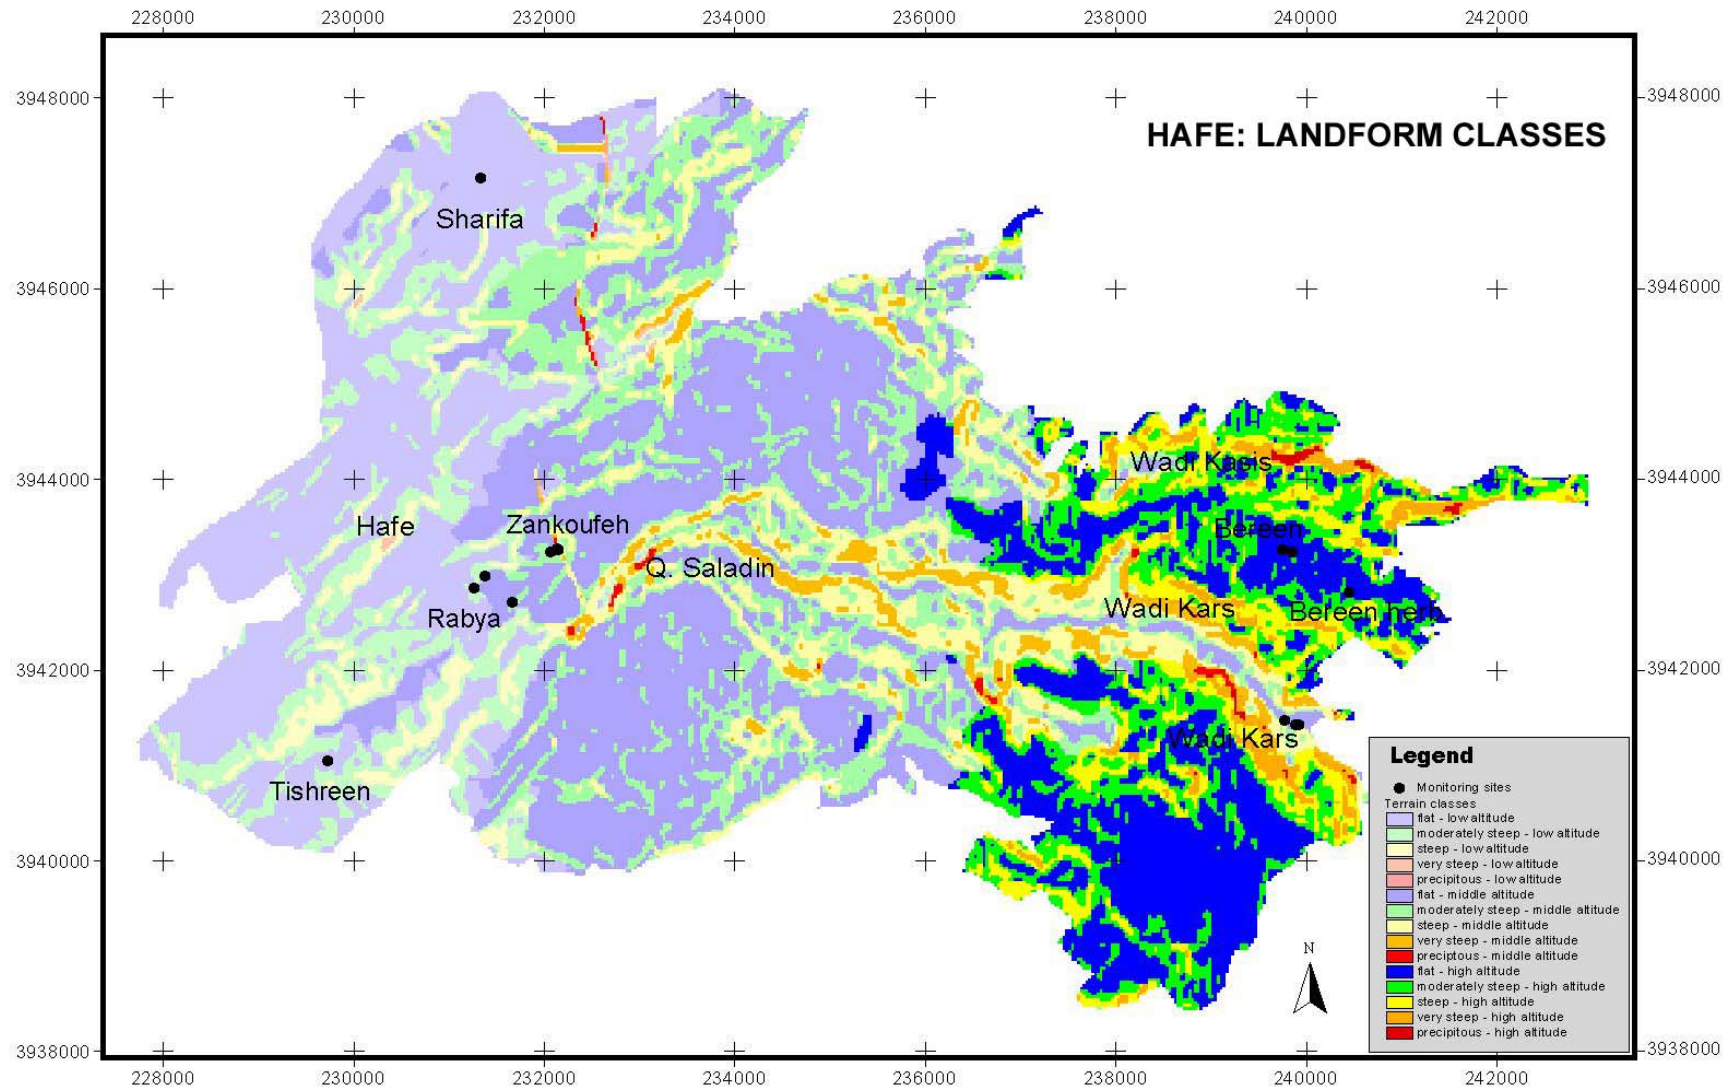 228000 230000 232000 234000 236000 238000 240000 242000
3948000 3948000
HAFE: LANDFORM CLASSES
Sharifa
3946000 3946000
Wadi Kasis
3944000 3944000
Hafe
Zankoufeh
Bereen
Q. Saladin
Rabya
Wadi Kars
Bereen herb
3942000 3942000
Wadi Kars
Tishreen
Legend
Monitoring sites
Terrain classes
flat - low altitude
moderately steep - low altitude
steep - low altitude
very steep - low altitude
precipitous - low altitude
flat - middle altitude
moderately steep - middle altitude
steep - middle altitude
very steep - middle altitude
preciptous - middle altitude
flat - high altitude
moderately steep - high altitude
steep - high altitude
very steep - high altitude
precipitous - high altitude
3940000 3940000
N
3938000 3938000
228000 230000 232000 234000 236000 238000 240000 242000